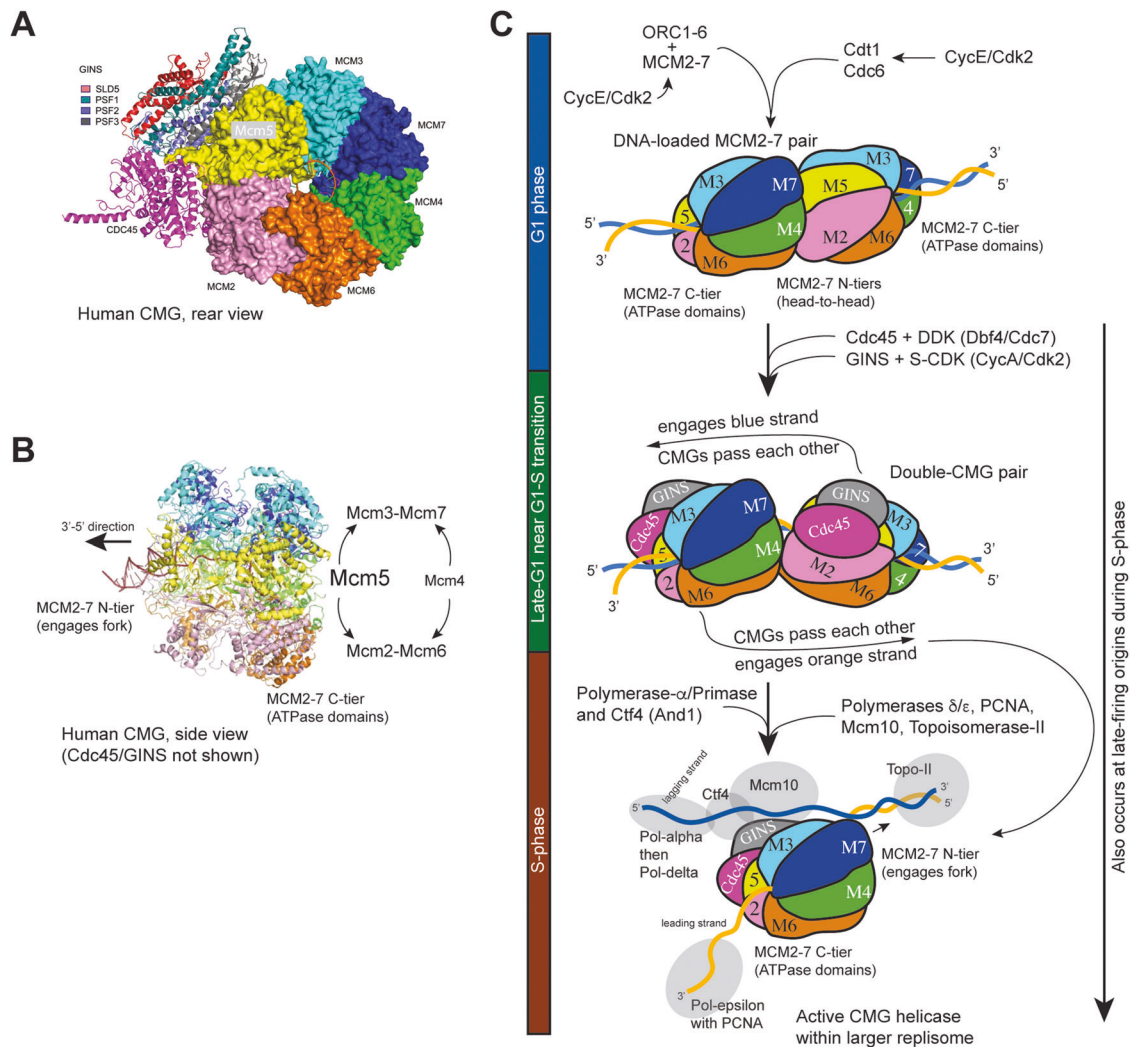 A
GINS
SLD5
PSF1
PSF2
PSF3
MCM3
Mcm5
MCM7
MCM4
CDC45
MCM2
MCM6
Human CMG, rear view
B
3'-5' direction
MCM2-7 N-tier
(engages fork)
Mcm3-Mcm7
Mcm5
Mcm4
Mcm2-Mcm6
MCM2-7 C-tier
(ATPase domains)
Human CMG, side view
(Cdc45/GINS not shown)
C
G1 phase
Late-G1 near G1-S transition
S-phase
ORC1-6
+
MCM2-7
CycE/Cdk2
Cdt1
Cdc6
CycE/Cdk2
DNA-loaded MCM2-7 pair
M3
M7
M4
5
2
M6
M3
M5
M2
M6
7
4
5'
3'
3'
5'
MCM2-7 C-tier
(ATPase domains)
MCM2-7 C-tier
(ATPase domains)
MCM2-7 N-tiers
(head-to-head)
Cdc45 + DDK (Dbf4/Cdc7)
GINS + S-CDK (CycA/Cdk2)
engages blue strand
CMGs pass each other
Double-CMG pair
GINS
Cdc45
M3
M7
M4
5
2
M6
GINS
Cdc45
M3
M2
M6
7
4
5'
3'
3'
5'
CMGs pass each other
engages orange strand
Polymerase-α/Primase
and Ctf4 (And1)
Polymerases δ/ε, PCNA,
Mcm10, Topoisomerase-II
5'
lagging strand
Ctf4
Mcm10
Topo-II
3'
5'
Pol-alpha
then
Pol-delta
GINS
Cdc45
M3
M7
M4
5
2
M6
MCM2-7 N-tier
(engages fork)
leading strand
MCM2-7 C-tier
(ATPase domains)
3'
Pol-epsilon
with PCNA
Active CMG helicase
within larger replisome
Also occurs at late-firing origins during S-phase